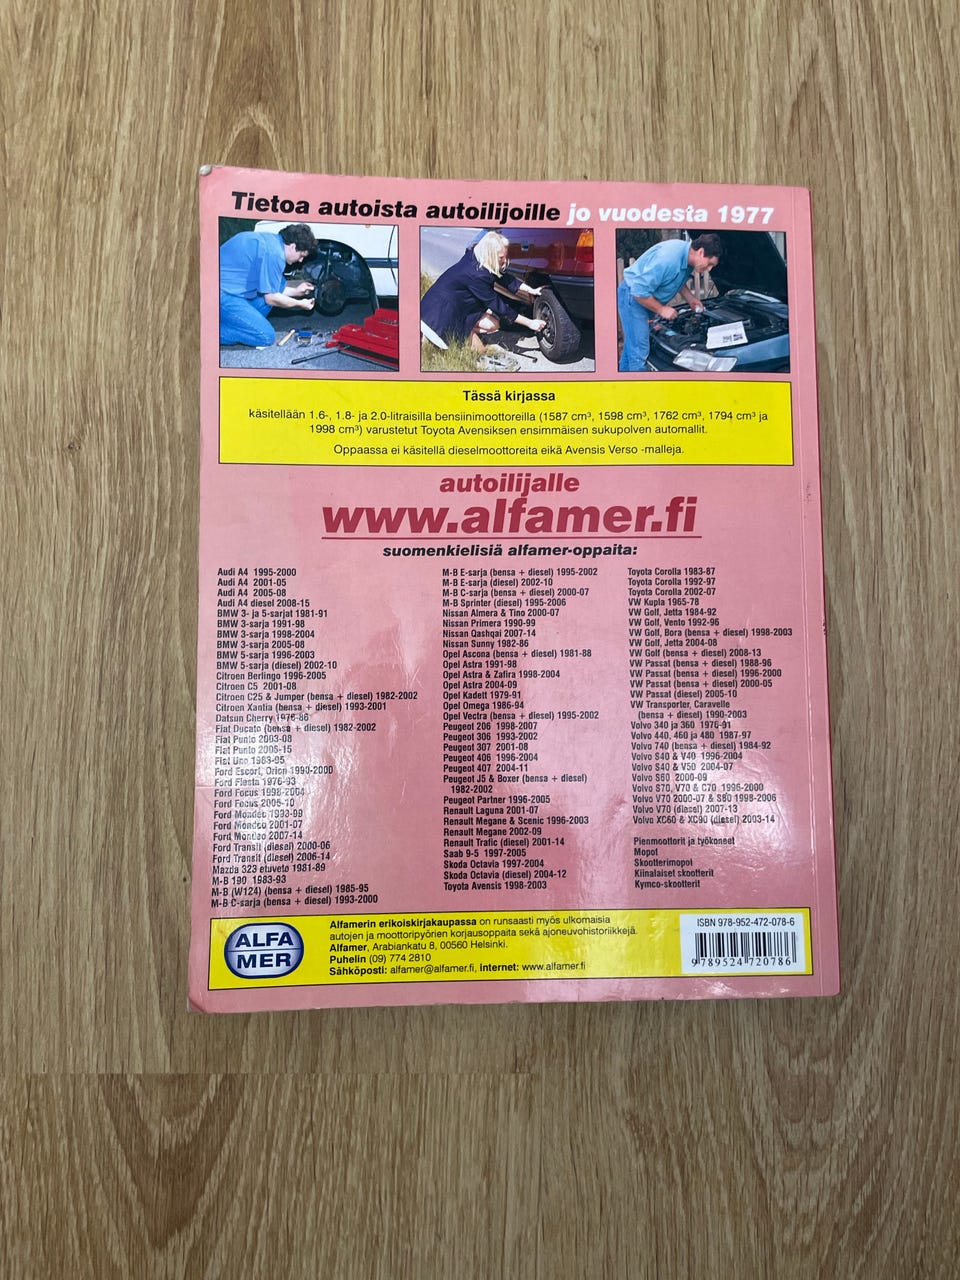 Tietoa autoista autoilijoille jo vuodesta 1977
Tässä kirjassa
käsitellään 1.6-, 1.8- ja 2.0-litraisilla bensiinimoottoreilla (1587 cm³, 1598 cm³, 1762 cm³, 1794 cm³ ja
1998 cm³) varustetut Toyota Avensiksen ensimmäisen sukupolven automallit.
Oppaassa ei käsitellä dieselmoottoreita eikä Avensis Verso -malleja.
autoilijalle
www.alfamer.fi
suomenkielisiä alfamer-oppaita:
Audi A4 1995-2000
Audi A4 2001-05
Audi A4 2005-08
Audi A4 diesel 2008-15
BMW 3- ja 5-sarjat 1981-91
BMW 3-sarja 1991-98
BMW 3-sarja 1998-2004
BMW 3-sarja 2005-08
BMW 5-sarja 1996-2003
BMW 5-sarja (diesel) 2002-10
Citroen Berlingo 1996-2005
Citroen C5 2001-08
Citroen C25 & Jumper (bensa + diesel) 1982-2002
Citroen Xantia (bensa + diesel) 1993-2001
Datsun Cherry 1976-86
Fiat Ducato (bensa + diesel) 1982-2002
Fiat Punto 2003-08
Fiat Punto 2006-15
Fiat Uno 1983-95
Ford Escort, Orion 1990-2000
Ford Fiesta 1976-93
Ford Focus 1998-2004
Ford Focus 2005-10
Ford Mondeo 1993-99
Ford Mondeo 2001-07
Ford Mondeo 2007-14
Ford Transit (diesel) 2000-06
Ford Transit (diesel) 2006-14
Mazda 323 etuveto 1981-89
M-B 190 1983-93
M-B (W124) (bensa + diesel) 1985-95
M-B C-sarja (bensa + diesel) 1993-2000
M-B E-sarja (bensa + diesel) 1995-2002
M-B E-sarja (diesel) 2002-10
M-B C-sarja (bensa + diesel) 2000-07
M-B Sprinter (diesel) 1995-2006
Nissan Almera & Tino 2000-07
Nissan Primera 1990-99
Nissan Qashqai 2007-14
Nissan Sunny 1982-86
Opel Ascona (bensa + diesel) 1981-88
Opel Astra 1991-98
Opel Astra & Zafira 1998-2004
Opel Astra 2004-09
Opel Kadett 1979-91
Opel Omega 1986-94
Opel Vectra (bensa + diesel) 1995-2002
Peugeot 206 1998-2007
Peugeot 306 1993-2002
Peugeot 307 2001-08
Peugeot 406 1996-2004
Peugeot 407 2004-11
Peugeot J5 & Boxer (bensa + diesel)
1982-2002
Peugeot Partner 1996-2005
Renault Laguna 2001-07
Renault Megane & Scenic 1996-2003
Renault Megane 2002-09
Renault Trafic (diesel) 2001-14
Saab 9-5 1997-2005
Skoda Octavia 1997-2004
Skoda Octavia (diesel) 2004-12
Toyota Avensis 1998-2003
Toyota Corolla 1983-87
Toyota Corolla 1992-97
Toyota Corolla 2002-07
VW Kupla 1965-78
VW Golf, Jetta 1984-92
VW Golf, Vento 1992-96
VW Golf, Bora (bensa + diesel) 1998-2003
VW Golf, Jetta 2004-08
VW Golf (bensa + diesel) 2008-13
VW Passat (bensa + diesel) 1988-96
VW Passat (bensa + diesel) 1996-2000
VW Passat (bensa + diesel) 2000-05
VW Passat (diesel) 2005-10
VW Transporter, Caravelle
(bensa + diesel) 1990-2003
Volvo 340 ja 360 1976-91
Volvo 440, 460 ja 480 1987-97
Volvo 740 (bensa + diesel) 1984-92
Volvo S40 & V40 1996-2004
Volvo S40 & V50 2004-07
Volvo S60 2000-09
Volvo S70, V70 & C70 1996-2000
Volvo V70 2000-07 & S80 1998-2006
Volvo V70 (diesel) 2007-13
Volvo XC60 & XC90 (diesel) 2003-14
Pienmoottorit ja työkoneet
Mopot
Skootterimopot
Kiinalaiset skootterit
Kymco-skootterit
ALFA
MER
Alfamerin erikoiskirjakaupassa on runsaasti myös ulkomaisia
autojen ja moottoripyörien korjausoppaita sekä ajoneuvohistoriikkejä.
Alfamer, Arabiankatu 8, 00560 Helsinki.
Puhelin (09) 774 2810
Sähköposti: alfamer@alfamer.fi, internet: www.alfamer.fi
ISBN 978-952-472-078-6
9 789524 720786